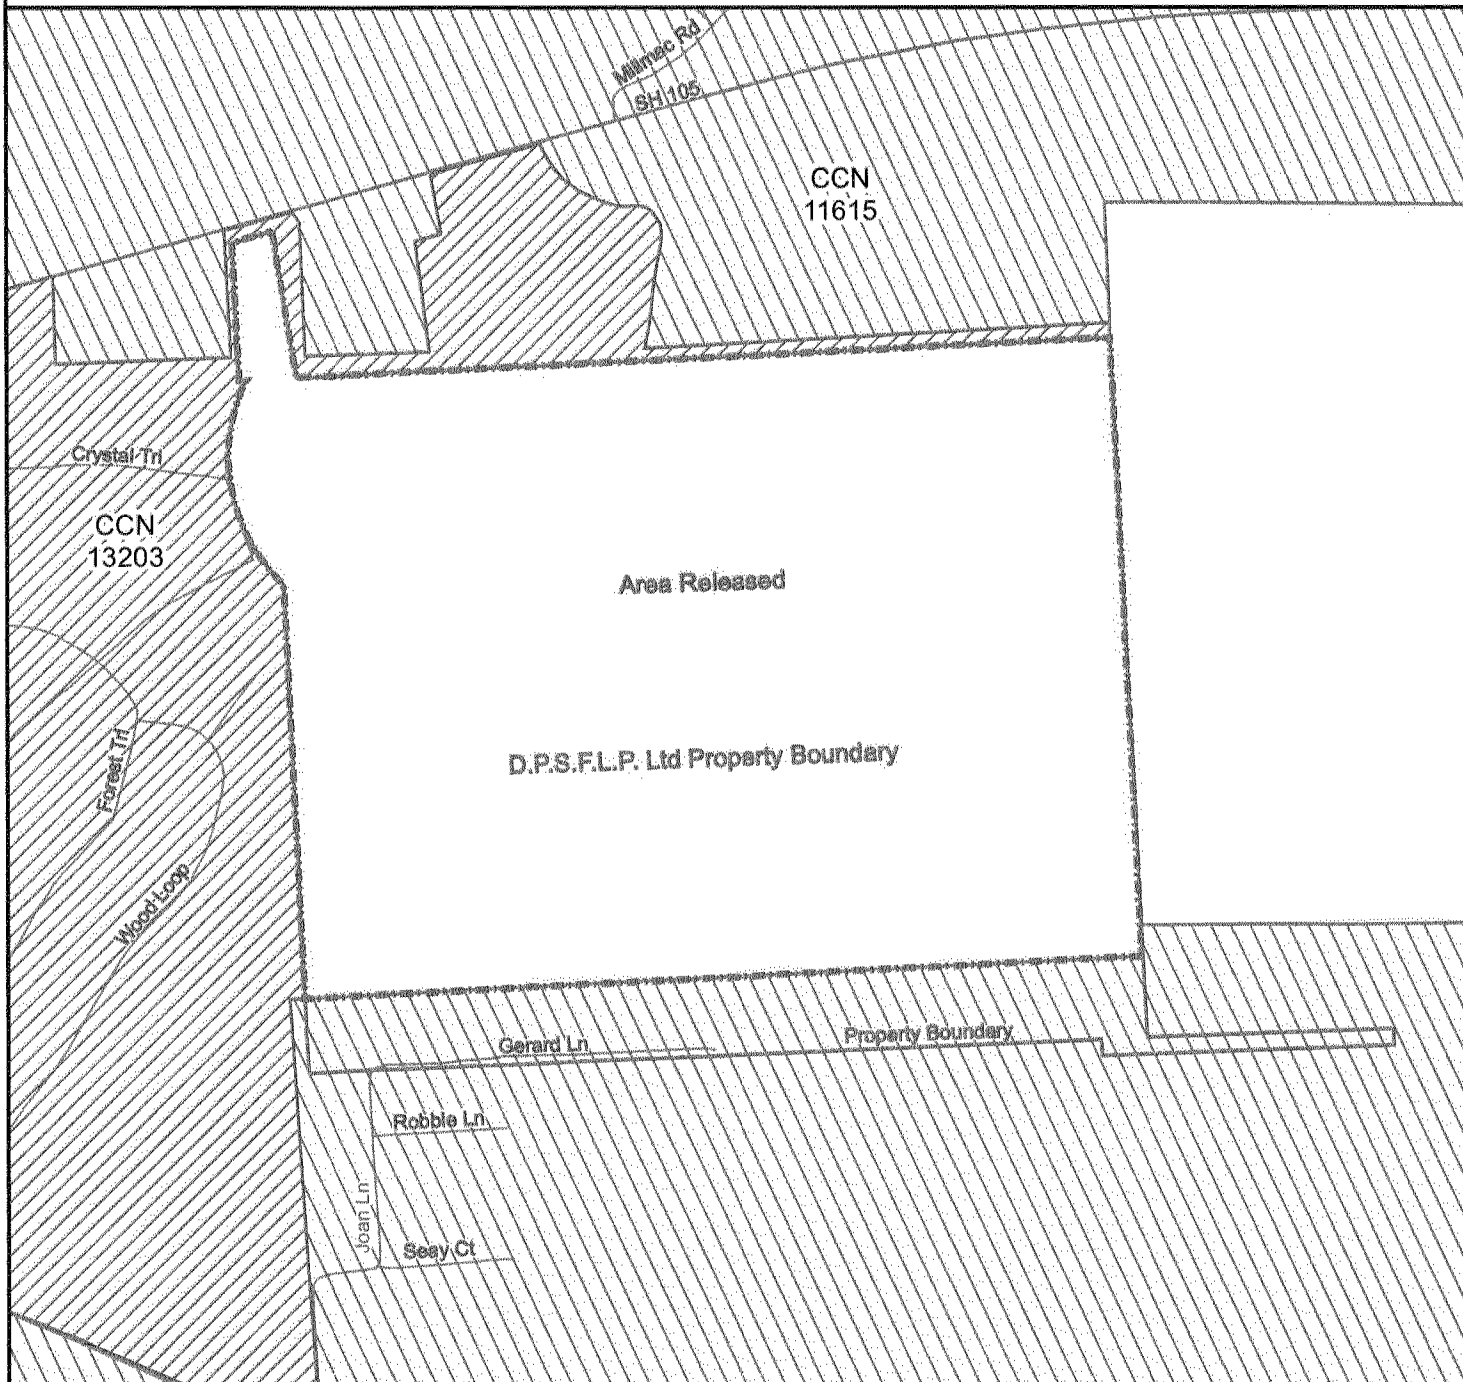 Millmac Rd
SH 105
CCN
11615
Crystal Trl
CCN
13203
Area Released
D.P.S.F.L.P. Ltd Property Boundary
Forest Trl
Wood Loop
Gerard Ln
Property Boundary
Robbie Ln
Joan Ln
Seay Ct